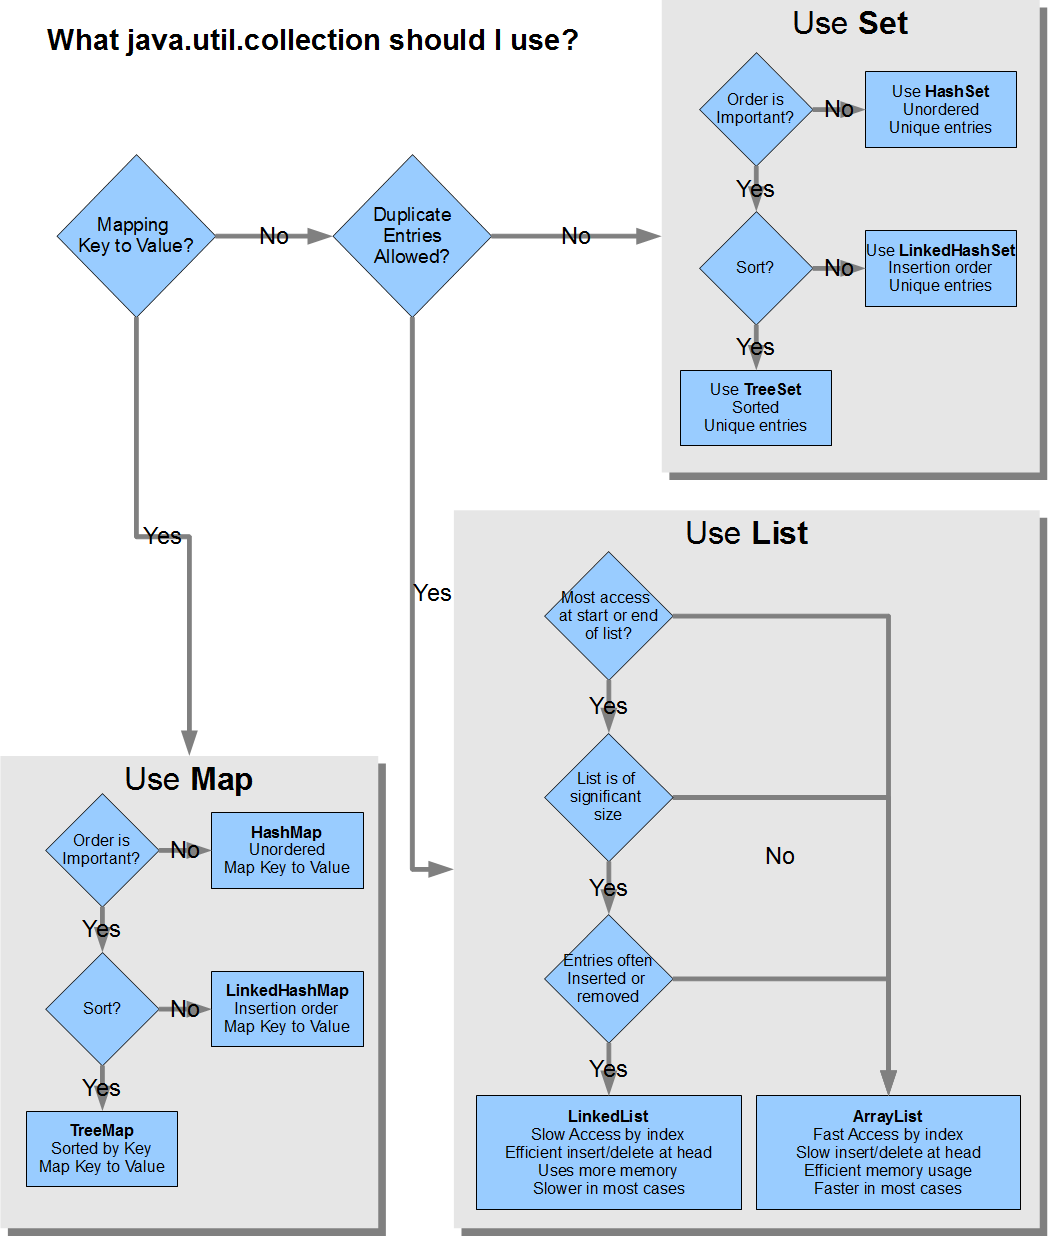 What java.util.collection should I use?
Use Set
Order is
Important?
No
Use HashSet
Unordered
Unique entries
Yes
Sort?
No
Use LinkedHashSet
Insertion order
Unique entries
Yes
Use TreeSet
Sorted
Unique entries
Mapping
Key to Value?
No
Duplicate
Entries
Allowed?
No
Yes
Yes
Use List
Most access
at start or end
of list?
Yes
List is of
significant
size
Yes
No
Entries often
Inserted or
removed
Yes
LinkedList
Slow Access by index
Efficient insert/delete at head
Uses more memory
Slower in most cases
ArrayList
Fast Access by index
Slow insert/delete at head
Efficient memory usage
Faster in most cases
Use Map
Order is
Important?
No
HashMap
Unordered
Map Key to Value
Yes
Sort?
No
LinkedHashMap
Insertion order
Map Key to Value
Yes
TreeMap
Sorted by Key
Map Key to Value